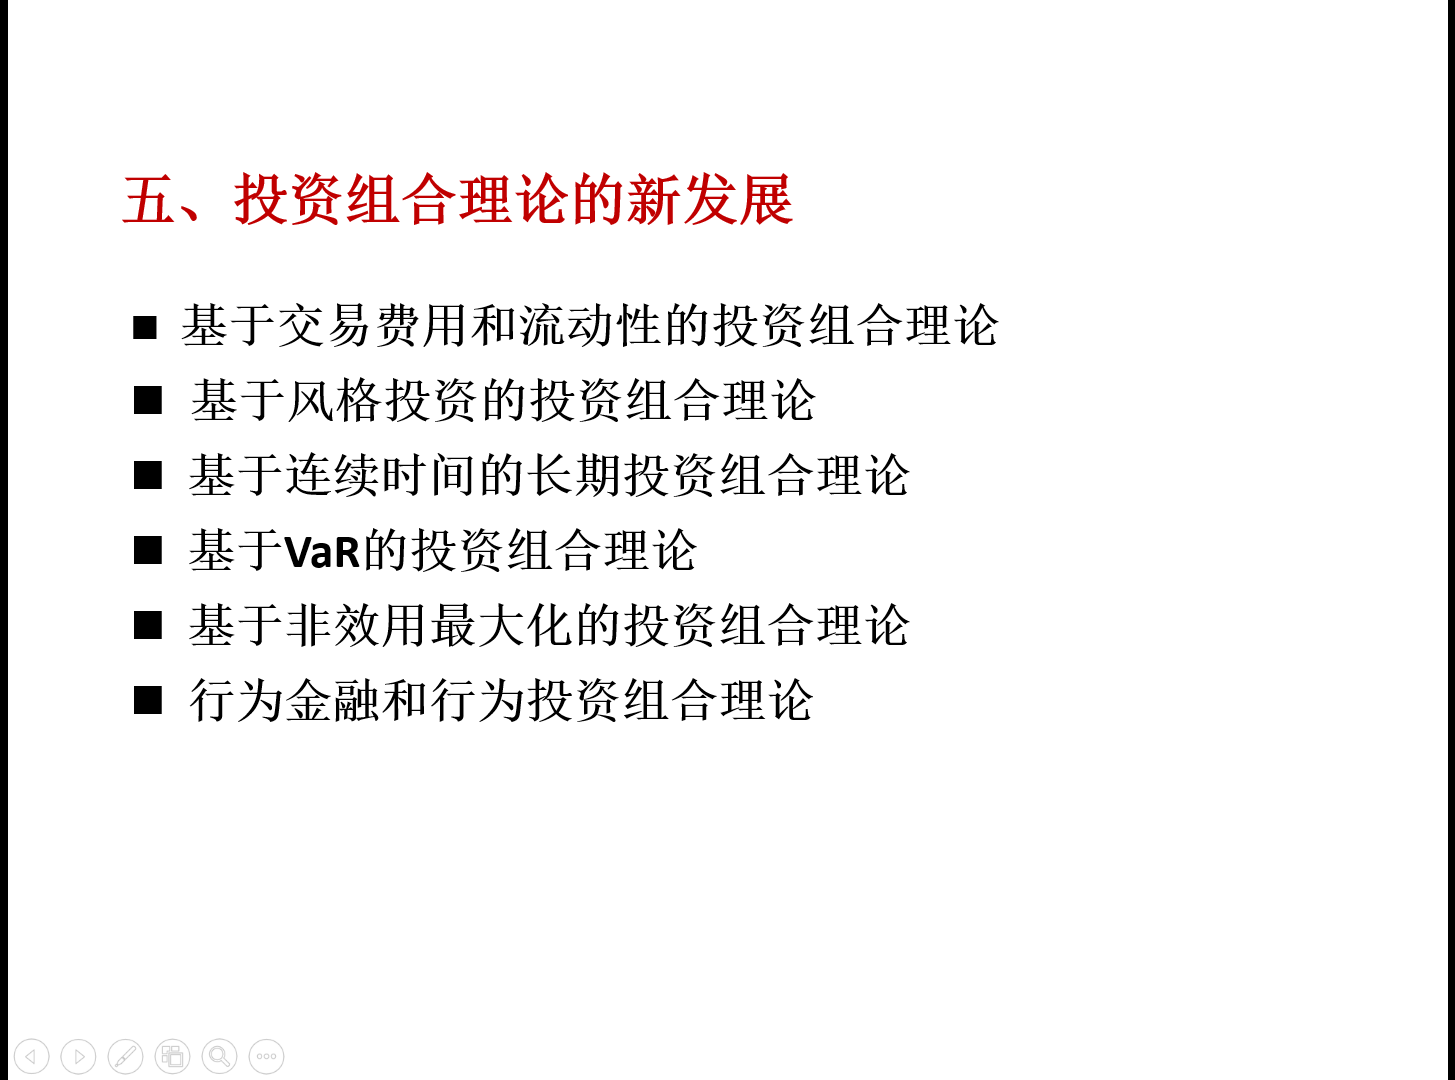 五、投资组合理论的新发展
■ 基于交易费用和流动性的投资组合理论
■ 基于风格投资的投资组合理论
■ 基于连续时间的长期投资组合理论
■ 基于VaR的投资组合理论
■ 基于非效用最大化的投资组合理论
■ 行为金融和行为投资组合理论